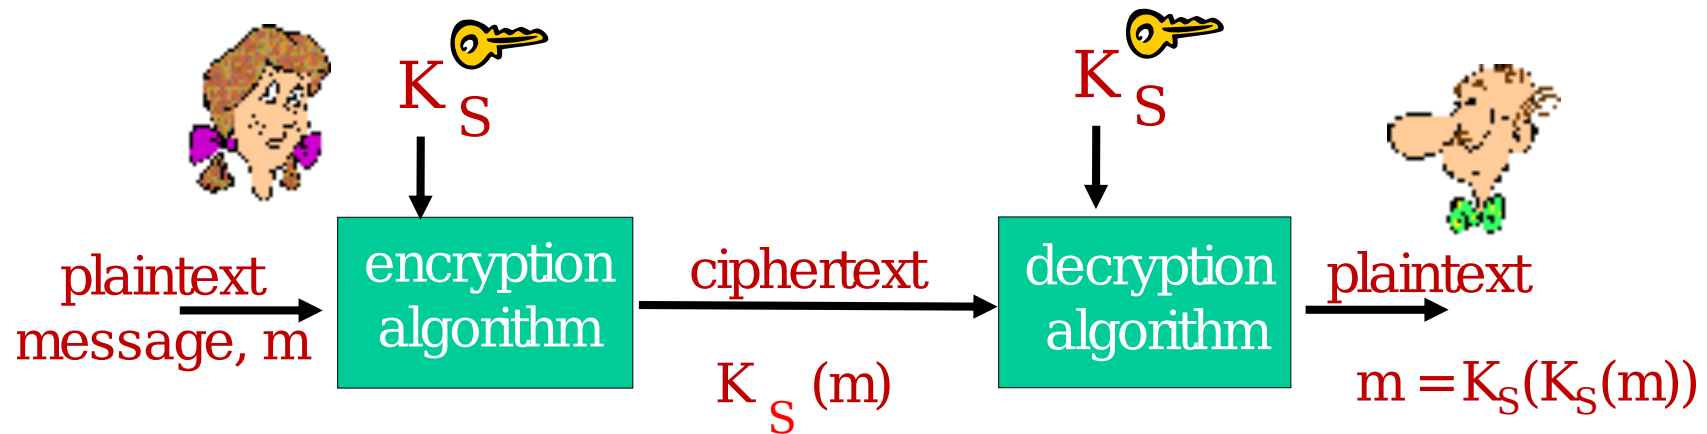 K S
K S
plaintext
message, m
encryption
algorithm
ciphertext
K S (m)
decryption
algorithm
plaintext
m = KS(KS(m))